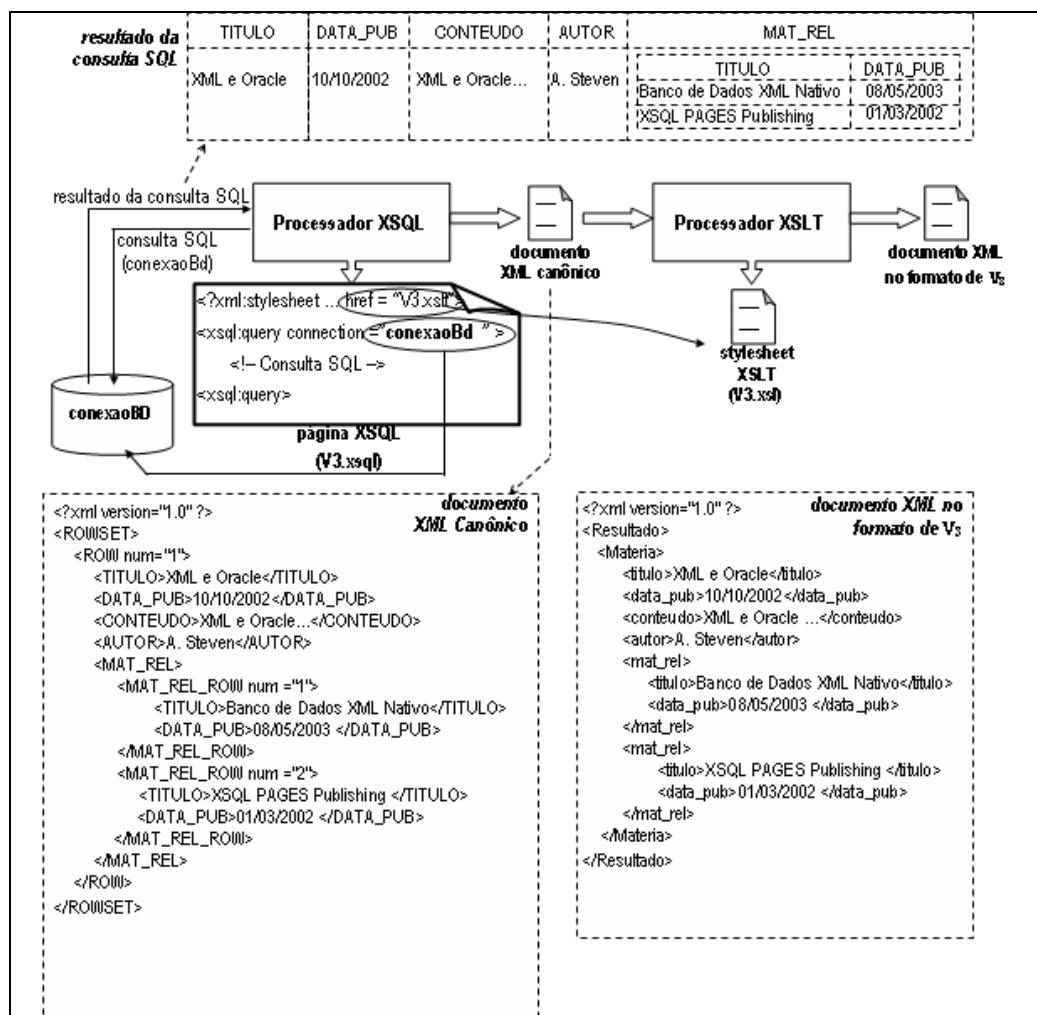 resultado da
consulta SQL
TITULO DATA_PUB CONTEUDO AUTOR MAT_REL
XML e Oracle 10/10/2002 XML e Oracle... A. Steven
TITULO DATA_PUB
Banco de Dados XML Nativo 08/05/2003
XSQL PAGES Publishing 01/03/2002
resultado da consulta SQL
consulta SQL
(conexaoBd)
Processador XSQL
documento
XML canônico
Processador XSLT
documento XML
no formato de V3
<?xml:stylesheet ... href = "V3.xslt">
<xsql:query connection ="conexaoBd " >
<!-- Consulta SQL -->
<xsql:query>
conexaoBD
página XSQL
(V3.xsql)
stylesheet
XSLT
(V3.xsl)
documento
XML Canônico
<?xml version="1.0" ?>
<ROWSET>
<ROW num="1">
<TITULO>XML e Oracle</TITULO>
<DATA_PUB>10/10/2002</DATA_PUB>
<CONTEUDO>XML e Oracle...</CONTEUDO>
<AUTOR>A. Steven</AUTOR>
<MAT_REL>
<MAT_REL_ROW num ="1">
<TITULO>Banco de Dados XML Nativo</TITULO>
<DATA_PUB>08/05/2003 </DATA_PUB>
</MAT_REL_ROW>
<MAT_REL_ROW num ="2">
<TITULO>XSQL PAGES Publishing </TITULO>
<DATA_PUB>01/03/2002 </DATA_PUB>
</MAT_REL_ROW>
</MAT_REL>
</ROW>
</ROWSET>
documento XML no
formato de V3
<?xml version="1.0" ?>
<Resultado>
<Materia>
<titulo>XML e Oracle</titulo>
<data_pub>10/10/2002 </data_pub>
<conteudo>XML e Oracle ...</conteudo>
<autor>A. Steven</autor>
<mat_rel>
<titulo>Banco de Dados XML Nativo</titulo>
<data_pub>08/05/2003 </data_pub>
</mat_rel>
<mat_rel>
<titulo>XSQL PAGES Publishing </titulo>
<data_pub>01/03/2002 </data_pub>
</mat_rel>
</Materia>
</Resultado>